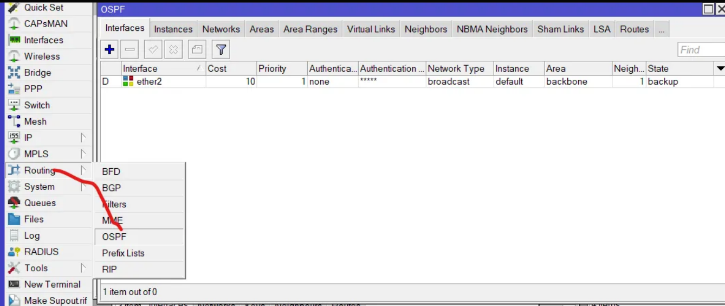 Quick Set
CAPsMAN
Interfaces
Wireless
Bridge
PPP
Switch
Mesh
IP
MPLS
Routing
System
Queues
Files
Log
RADIUS
Tools
New Terminal
Make Supout.rif
BFD
BGP
Filters
MME
OSPF
Prefix Lists
RIP
OSPF
Interfaces Instances Networks Areas Area Ranges Virtual Links Neighbors NBMA Neighbors Sham Links LSA Routes ...
Find
Interface / Cost Priority Authentica... Authentication ... Network Type Instance Area Neigh... State
D ether2 10 1 none ***** broadcast default backbone 1 backup
1 item out of 0